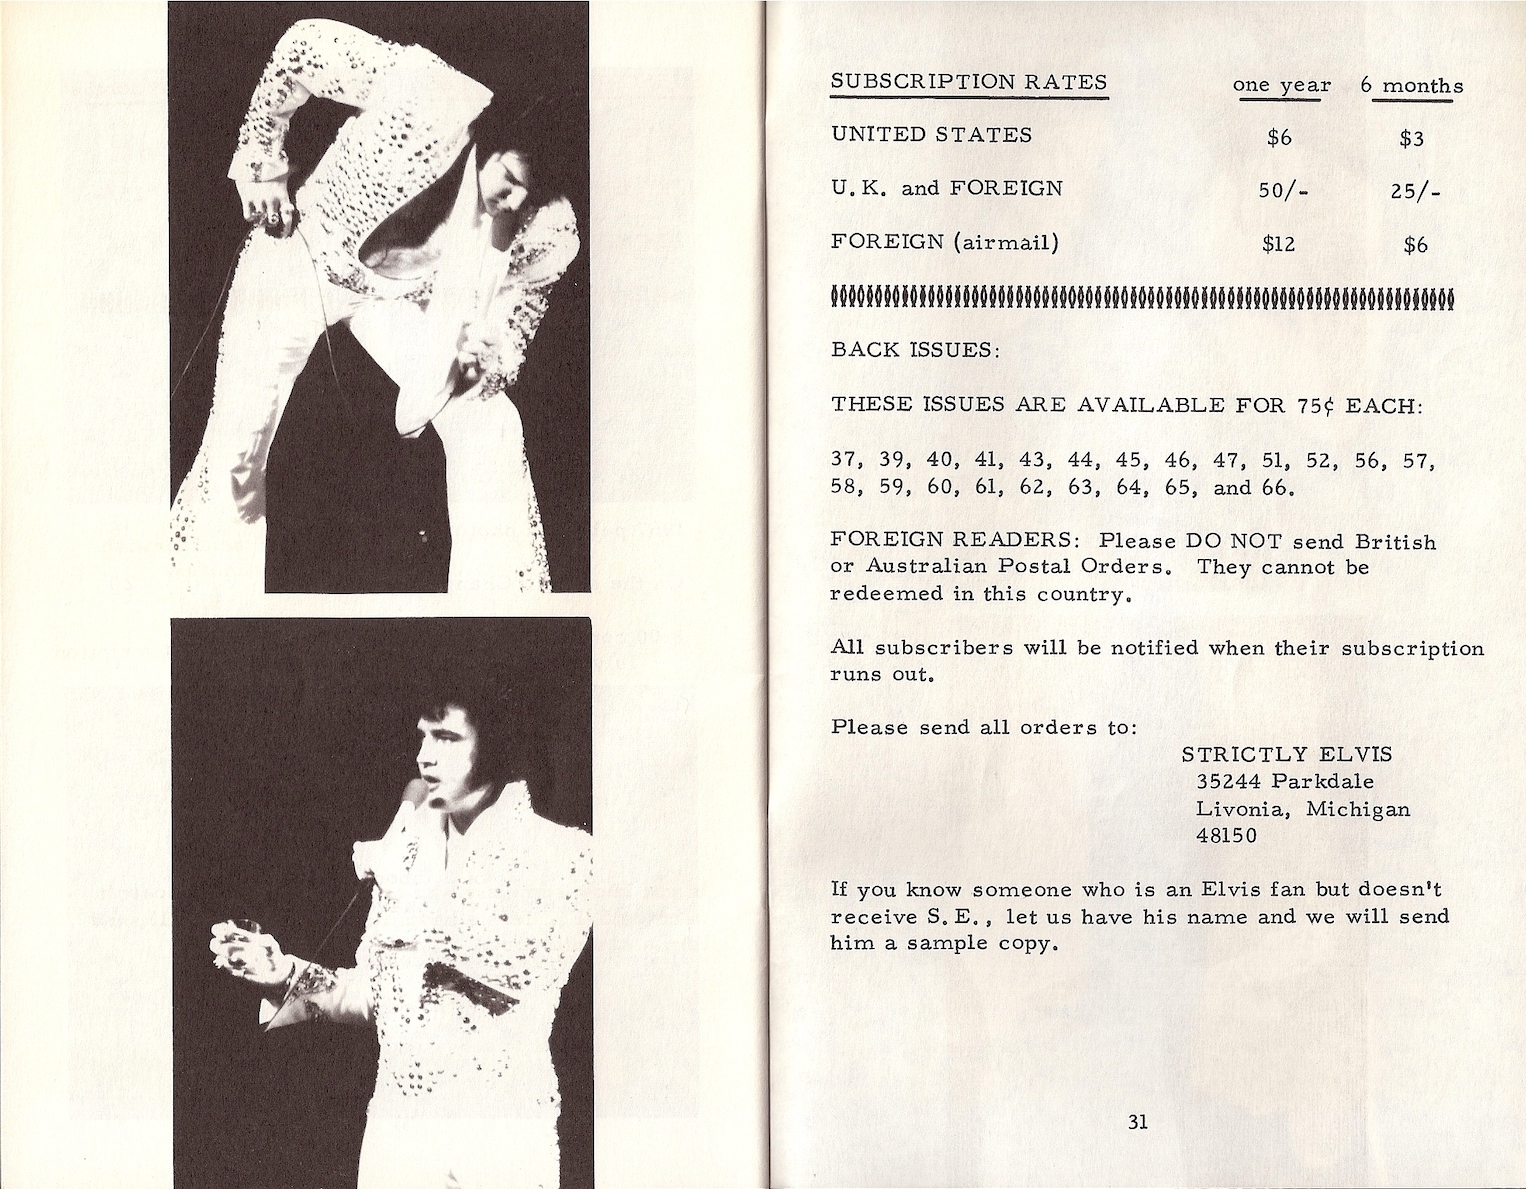 SUBSCRIPTION RATES one year 6 months
UNITED STATES $6 $3
U.K. and FOREIGN 50/- 25/-
FOREIGN (airmail) $12 $6
BACK ISSUES:
THESE ISSUES ARE AVAILABLE FOR 75¢ EACH:
37, 39, 40, 41, 43, 44, 45, 46, 47, 51, 52, 56, 57,
58, 59, 60, 61, 62, 63, 64, 65, and 66.
FOREIGN READERS: Please DO NOT send British
or Australian Postal Orders. They cannot be
redeemed in this country.
All subscribers will be notified when their subscription
runs out.
Please send all orders to:
STRICTLY ELVIS
35244 Parkdale
Livonia, Michigan
48150
If you know someone who is an Elvis fan but doesn't
receive S.E., let us have his name and we will send
him a sample copy.
31